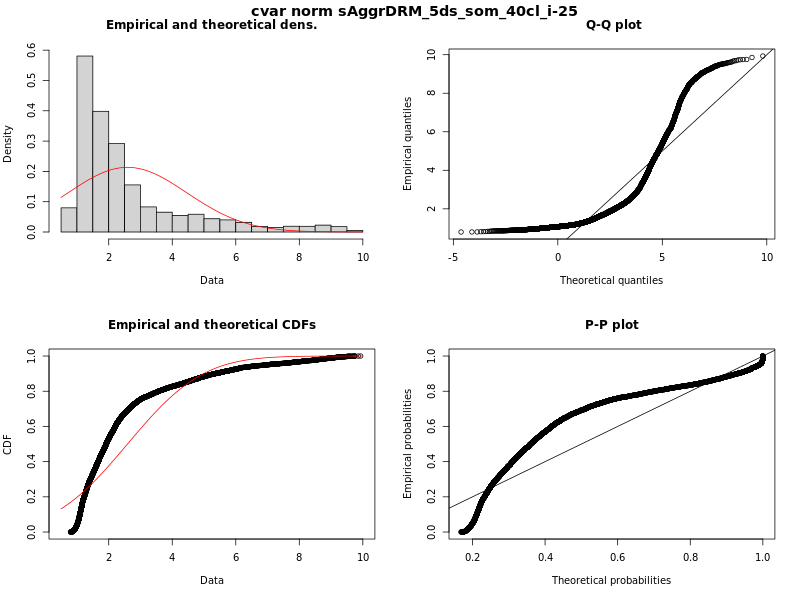 cvar norm sAggrDRM_5ds_som_40cl_i-25
Empirical and theoretical dens.
Density
0.0 0.1 0.2 0.3 0.4 0.5 0.6
2 4 6 8 10
Data
Q-Q plot
Empirical quantiles
2 4 6 8 10
-5 0 5 10
Theoretical quantiles
Empirical and theoretical CDFs
CDF
0.0 0.2 0.4 0.6 0.8 1.0
2 4 6 8 10
Data
P-P plot
Empirical probabilities
0.0 0.2 0.4 0.6 0.8 1.0
0.2 0.4 0.6 0.8 1.0
Theoretical probabilities